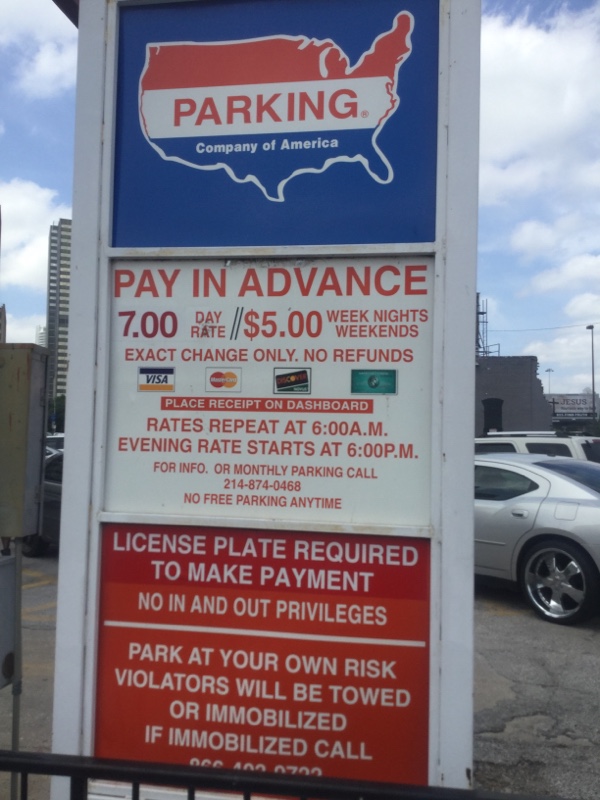 PARKING®
Company of America
PAY IN ADVANCE
7.00 DAY RATE // $5.00 WEEK NIGHTS WEEKENDS
EXACT CHANGE ONLY. NO REFUNDS
VISA MasterCard DISCOVER
PLACE RECEIPT ON DASHBOARD
RATES REPEAT AT 6:00A.M.
EVENING RATE STARTS AT 6:00P.M.
FOR INFO. OR MONTHLY PARKING CALL
214-874-0468
NO FREE PARKING ANYTIME
LICENSE PLATE REQUIRED
TO MAKE PAYMENT
NO IN AND OUT PRIVILEGES
PARK AT YOUR OWN RISK
VIOLATORS WILL BE TOWED
OR IMMOBILIZED
IF IMMOBILIZED CALL
JESUS